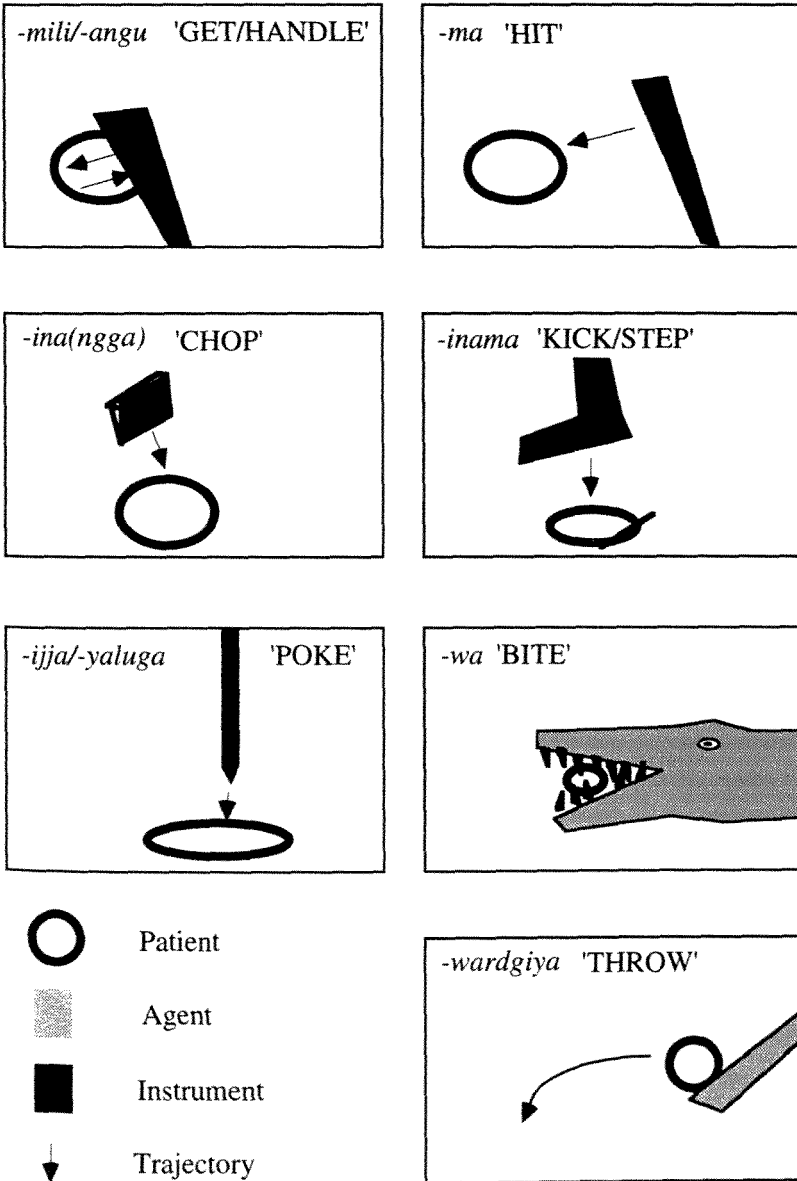 -mili/-angu 'GET/HANDLE'
-ma 'HIT'
-ina(ngga) 'CHOP'
-inama 'KICK/STEP'
-ijja/-yaluga 'POKE'
-wa 'BITE'
Patient
Agent
Instrument
Trajectory
-wardgiya 'THROW'